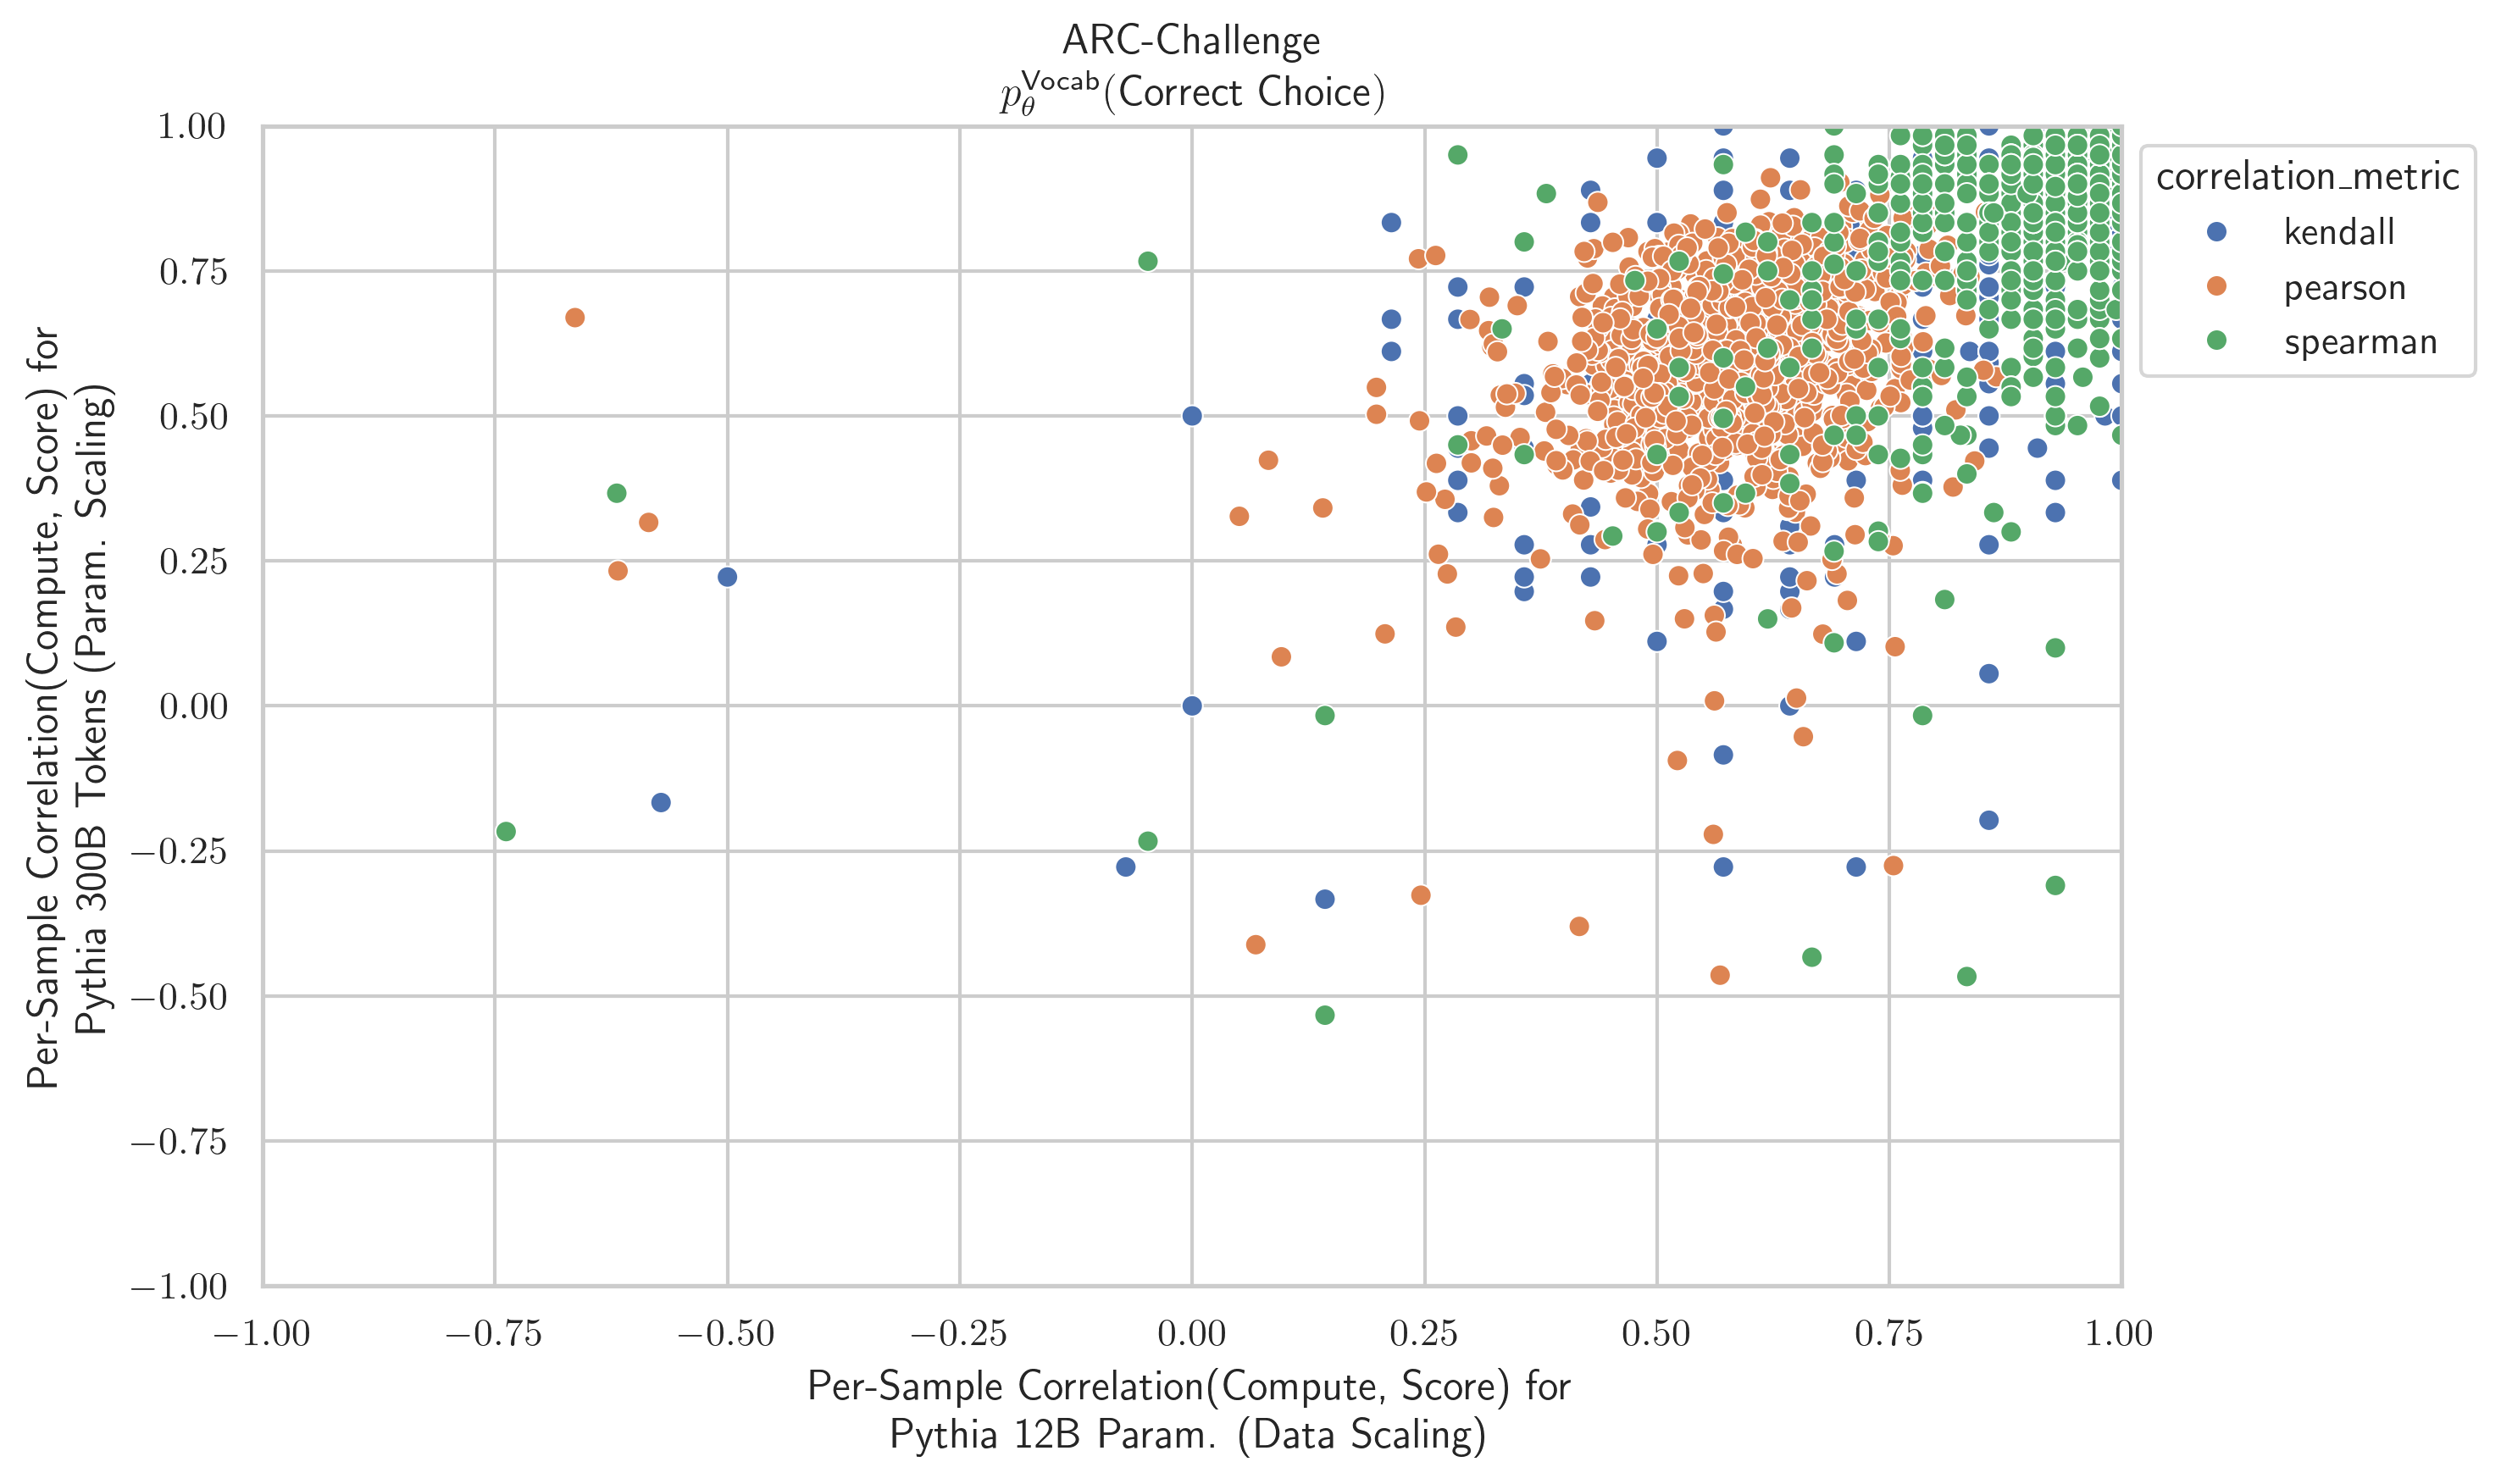 ARC-Challenge
p_θ^Vocab(Correct Choice)
1.00
0.75
0.50
0.25
0.00
−0.25
−0.50
−0.75
−1.00
Per-Sample Correlation(Compute, Score) for
Pythia 300B Tokens (Param. Scaling)
−1.00 −0.75 −0.50 −0.25 0.00 0.25 0.50 0.75 1.00
Per-Sample Correlation(Compute, Score) for
Pythia 12B Param. (Data Scaling)
correlation_metric
kendall
pearson
spearman